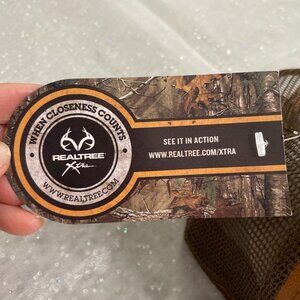 WHEN CLOSENESS COUNTS
REALTREE
Xtra
WWW.REALTREE.COM
SEE IT IN ACTION
WWW.REALTREE.COM/XTRA